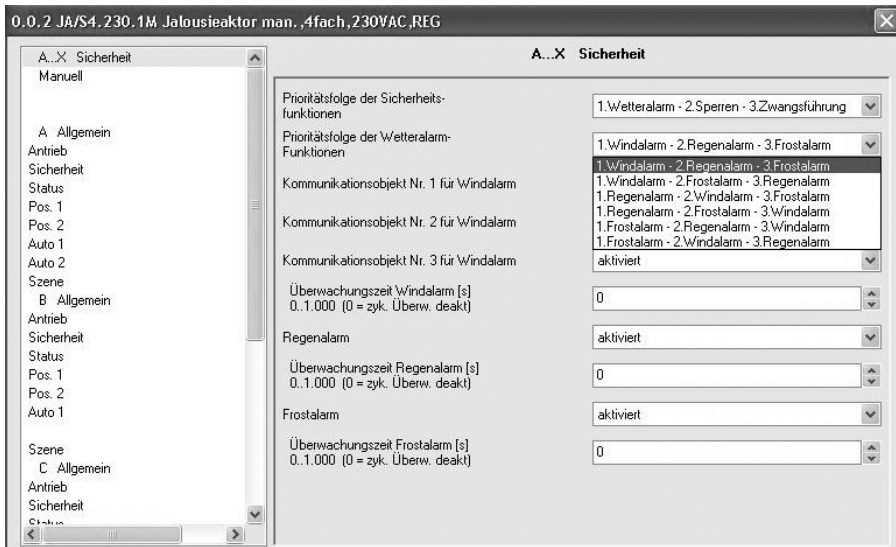 0.0.2 JA/S4.230.1M Jalousieaktor man.,4fach,230VAC,REG
A...X Sicherheit
Manuell
A Allgemein
Antrieb
Sicherheit
Status
Pos. 1
Pos. 2
Auto 1
Auto 2
Szene
B Allgemein
Antrieb
Sicherheit
Status
Pos. 1
Pos. 2
Auto 1
Szene
C Allgemein
Antrieb
Sicherheit
Status
A...X Sicherheit
Prioritätsfolge der Sicherheits-
funktionen
1.Wetteralarm - 2.Sperren - 3.Zwangsführung
Prioritätsfolge der Wetteralarm-
Funktionen
1.Windalarm - 2.Regenalarm - 3.Frostalarm
1.Windalarm - 2.Regenalarm - 3.Frostalarm
1.Windalarm - 2.Frostalarm - 3.Regenalarm
1.Regenalarm - 2.Windalarm - 3.Frostalarm
1.Regenalarm - 2.Frostalarm - 3.Windalarm
1.Frostalarm - 2.Regenalarm - 3.Windalarm
1.Frostalarm - 2.Windalarm - 3.Regenalarm
Kommunikationsobjekt Nr. 1 für Windalarm
Kommunikationsobjekt Nr. 2 für Windalarm
Kommunikationsobjekt Nr. 3 für Windalarm
aktiviert
Überwachungszeit Windalarm [s]
0..1.000 (0 = zyk. Überw. deakt)
0
Regenalarm
aktiviert
Überwachungszeit Regenalarm [s]
0..1.000 (0 = zyk. Überw. deakt)
0
Frostalarm
aktiviert
Überwachungszeit Frostalarm [s]
0..1.000 (0 = zyk. Überw. deakt)
0